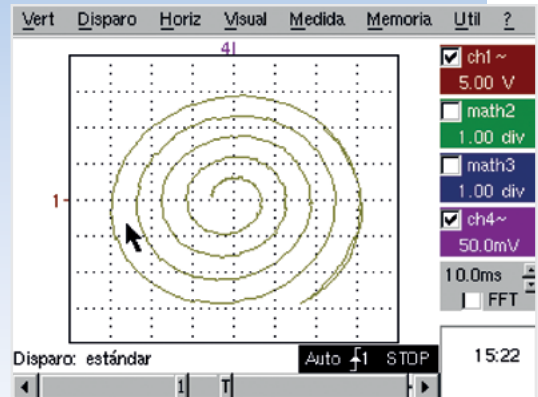 Vert Disparo Horiz Visual Medida Memoria Util ?
4
ch1 ~
5.00 V
math2
1.00 div
math3
1.00 div
1
ch4~
50.0mV
10.0ms
FFT
Disparo: estándar Auto 1 STOP 15:22
1 T